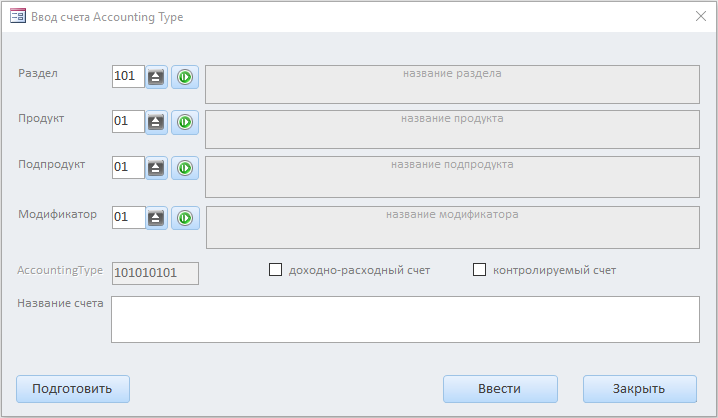 Ввод счета Accounting Type
Раздел 101 название раздела
Продукт 01 название продукта
Подпродукт 01 название подпродукта
Модификатор 01 название модификатора
AccountingType 101010101 доходно-расходный счет контролируемый счет
Название счета
Подготовить Ввести Закрыть